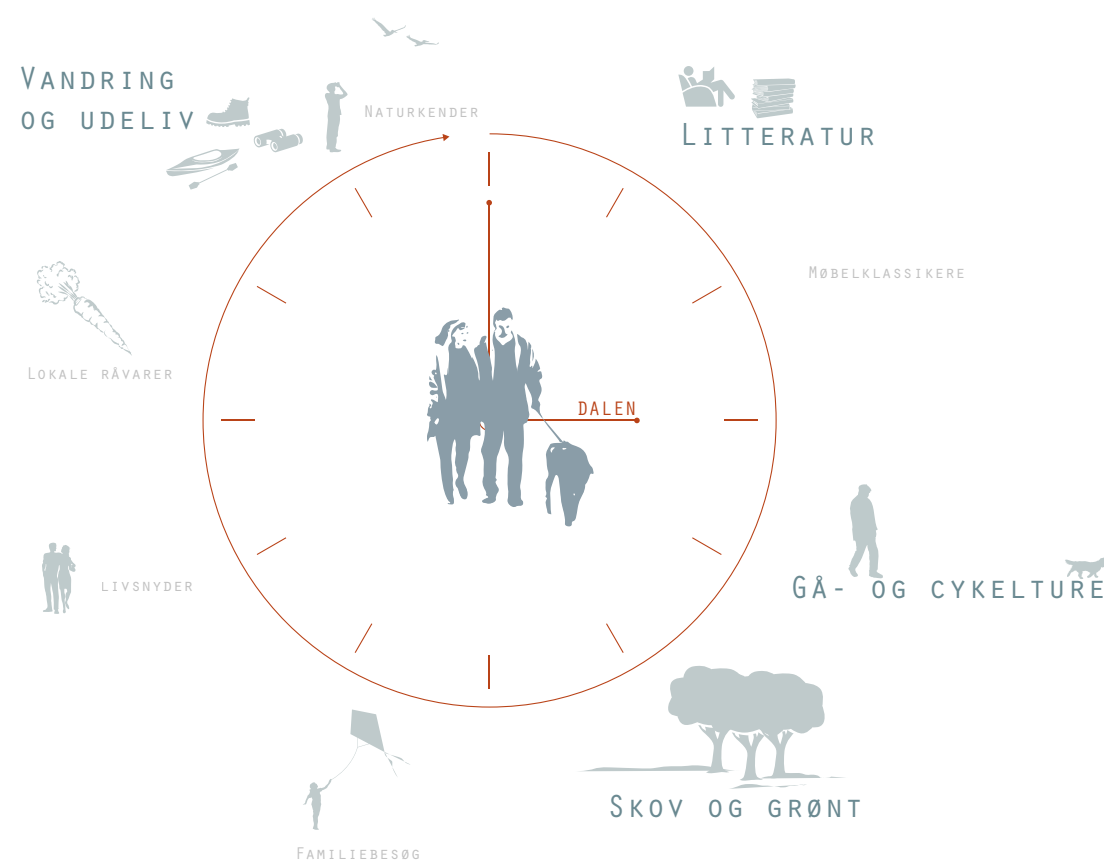 Vandring
og udeliv
Naturkender
Litteratur
Møbelklassikere
Lokale råvarer
DALEN
livsnyder
Gå- og cykelture
Skov og grønt
Familiebesøg